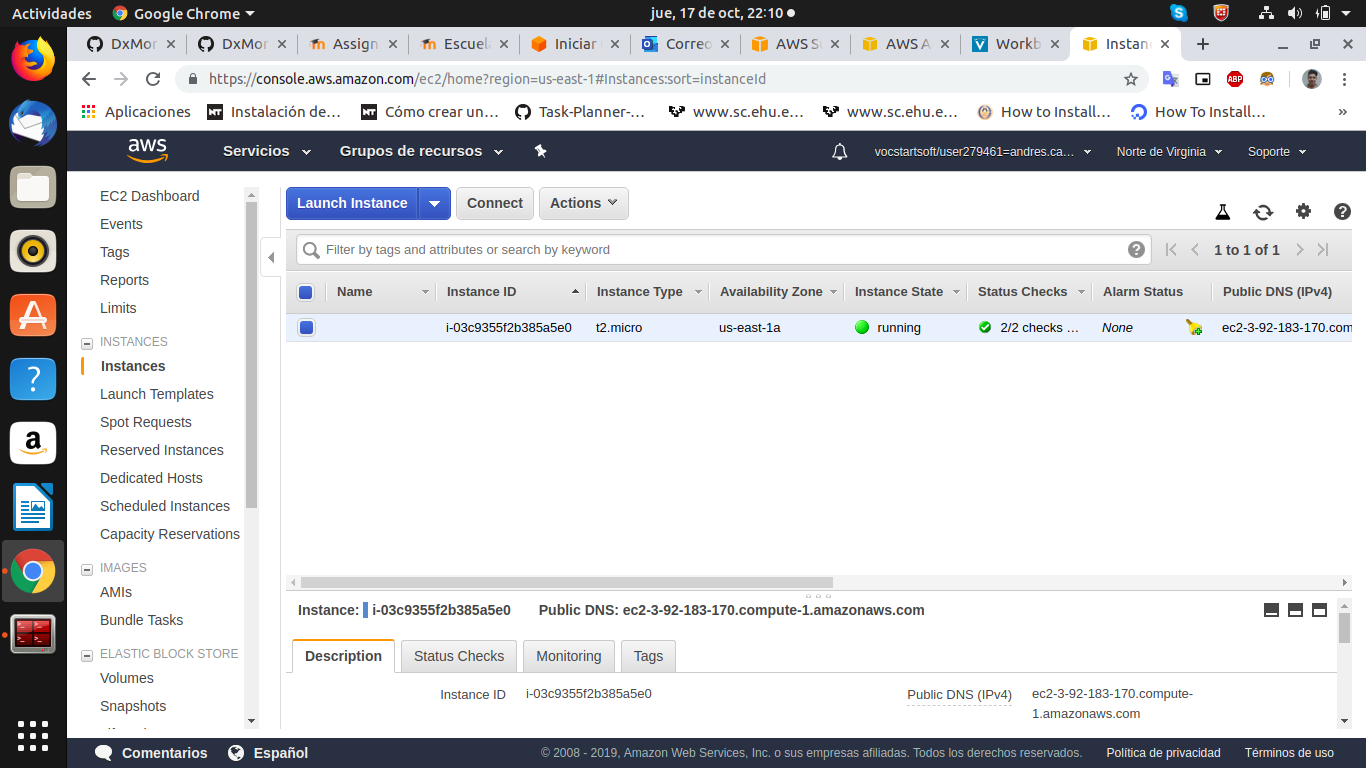 Actividades Google Chrome jue, 17 de oct, 22:10
DxMor DxMor Assign Escuel Iniciar Correo AWS S AWS A Workb Instan
https://console.aws.amazon.com/ec2/home?region=us-east-1#Instances:sort=instanceId ABP
Aplicaciones Instalación de… Cómo crear un… Task-Planner-… www.sc.ehu.e… www.sc.ehu.e… How to Install… How To Install… »
aws Servicios Grupos de recursos vocstartsoft/user279461=andres.ca… Norte de Virginia Soporte
EC2 Dashboard
Events
Tags
Reports
Limits
INSTANCES
Instances
Launch Templates
Spot Requests
Reserved Instances
Dedicated Hosts
Scheduled Instances
Capacity Reservations
IMAGES
AMIs
Bundle Tasks
ELASTIC BLOCK STORE
Volumes
Snapshots
Launch Instance Connect Actions
Filter by tags and attributes or search by keyword 1 to 1 of 1
Name Instance ID Instance Type Availability Zone Instance State Status Checks Alarm Status Public DNS (IPv4)
i-03c9355f2b385a5e0 t2.micro us-east-1a running 2/2 checks … None ec2-3-92-183-170.com
Instance: i-03c9355f2b385a5e0 Public DNS: ec2-3-92-183-170.compute-1.amazonaws.com
Description Status Checks Monitoring Tags
Instance ID i-03c9355f2b385a5e0 Public DNS (IPv4) ec2-3-92-183-170.compute-
1.amazonaws.com
Comentarios Español © 2008 - 2019, Amazon Web Services, Inc. o sus empresas afiliadas. Todos los derechos reservados. Política de privacidad Términos de uso